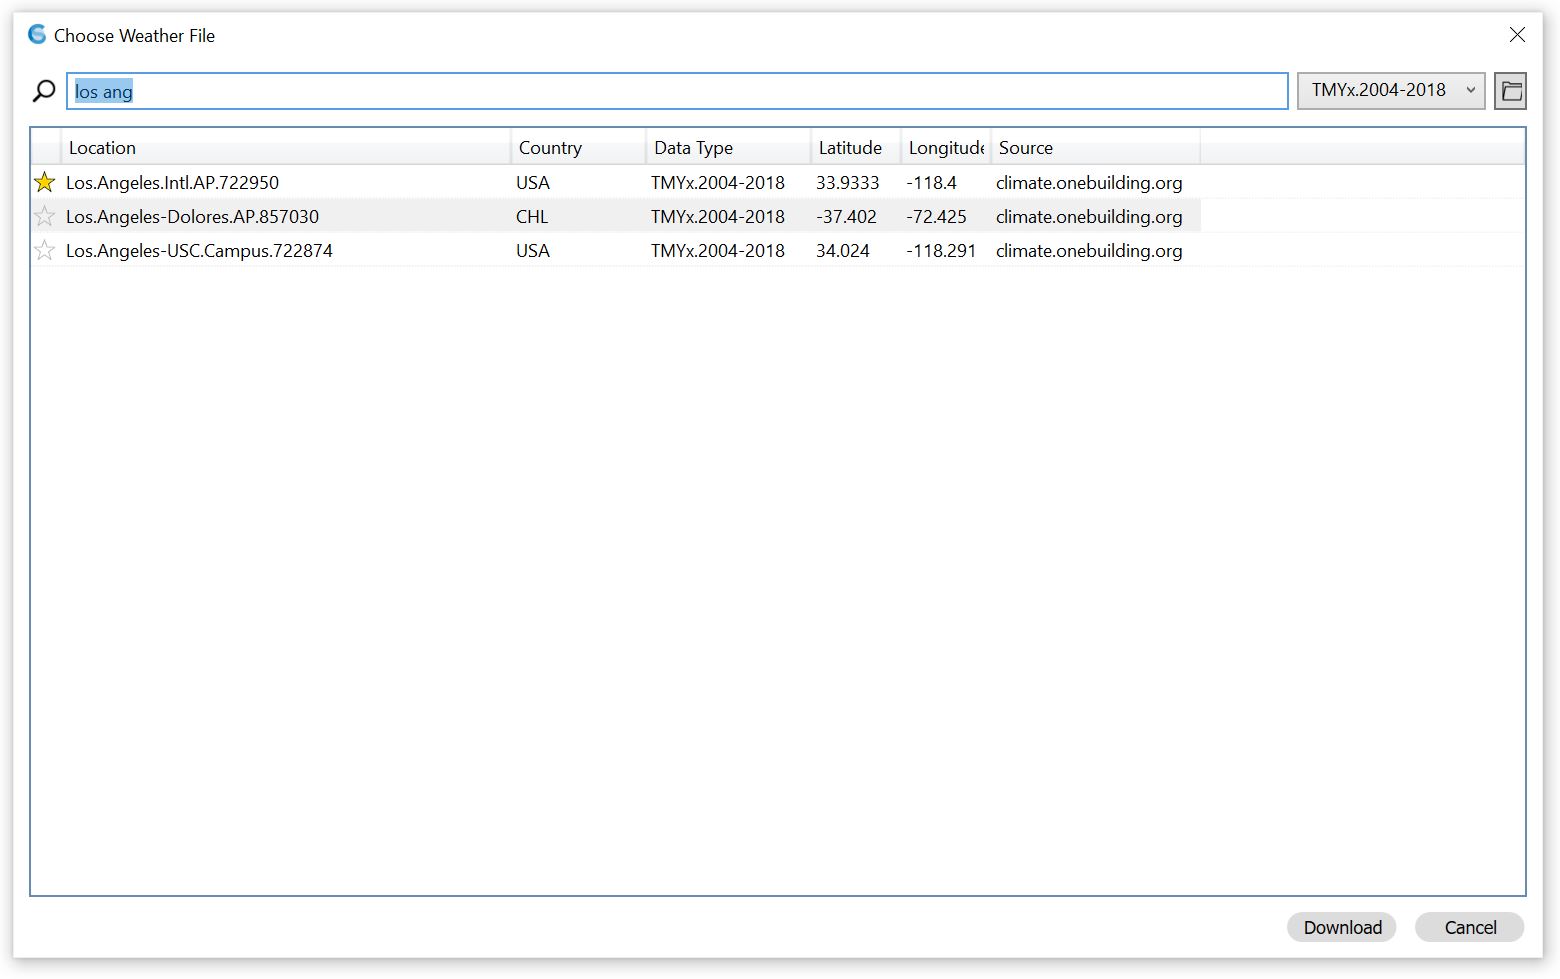 Choose Weather File
los ang TMYx.2004-2018
Location Country Data Type Latitude Longitude Source
Los.Angeles.Intl.AP.722950 USA TMYx.2004-2018 33.9333 -118.4 climate.onebuilding.org
Los.Angeles-Dolores.AP.857030 CHL TMYx.2004-2018 -37.402 -72.425 climate.onebuilding.org
Los.Angeles-USC.Campus.722874 USA TMYx.2004-2018 34.024 -118.291 climate.onebuilding.org
Download Cancel